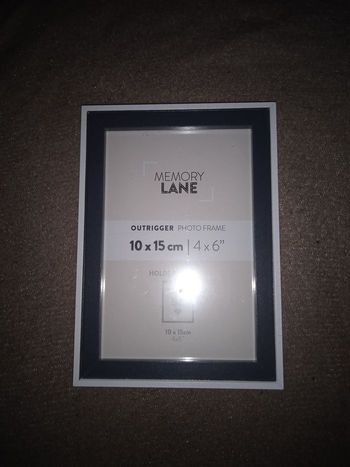 MEMORY
LANE
OUTRIGGER PHOTO FRAME
10 x 15 cm | 4 x 6"
10 x 15cm